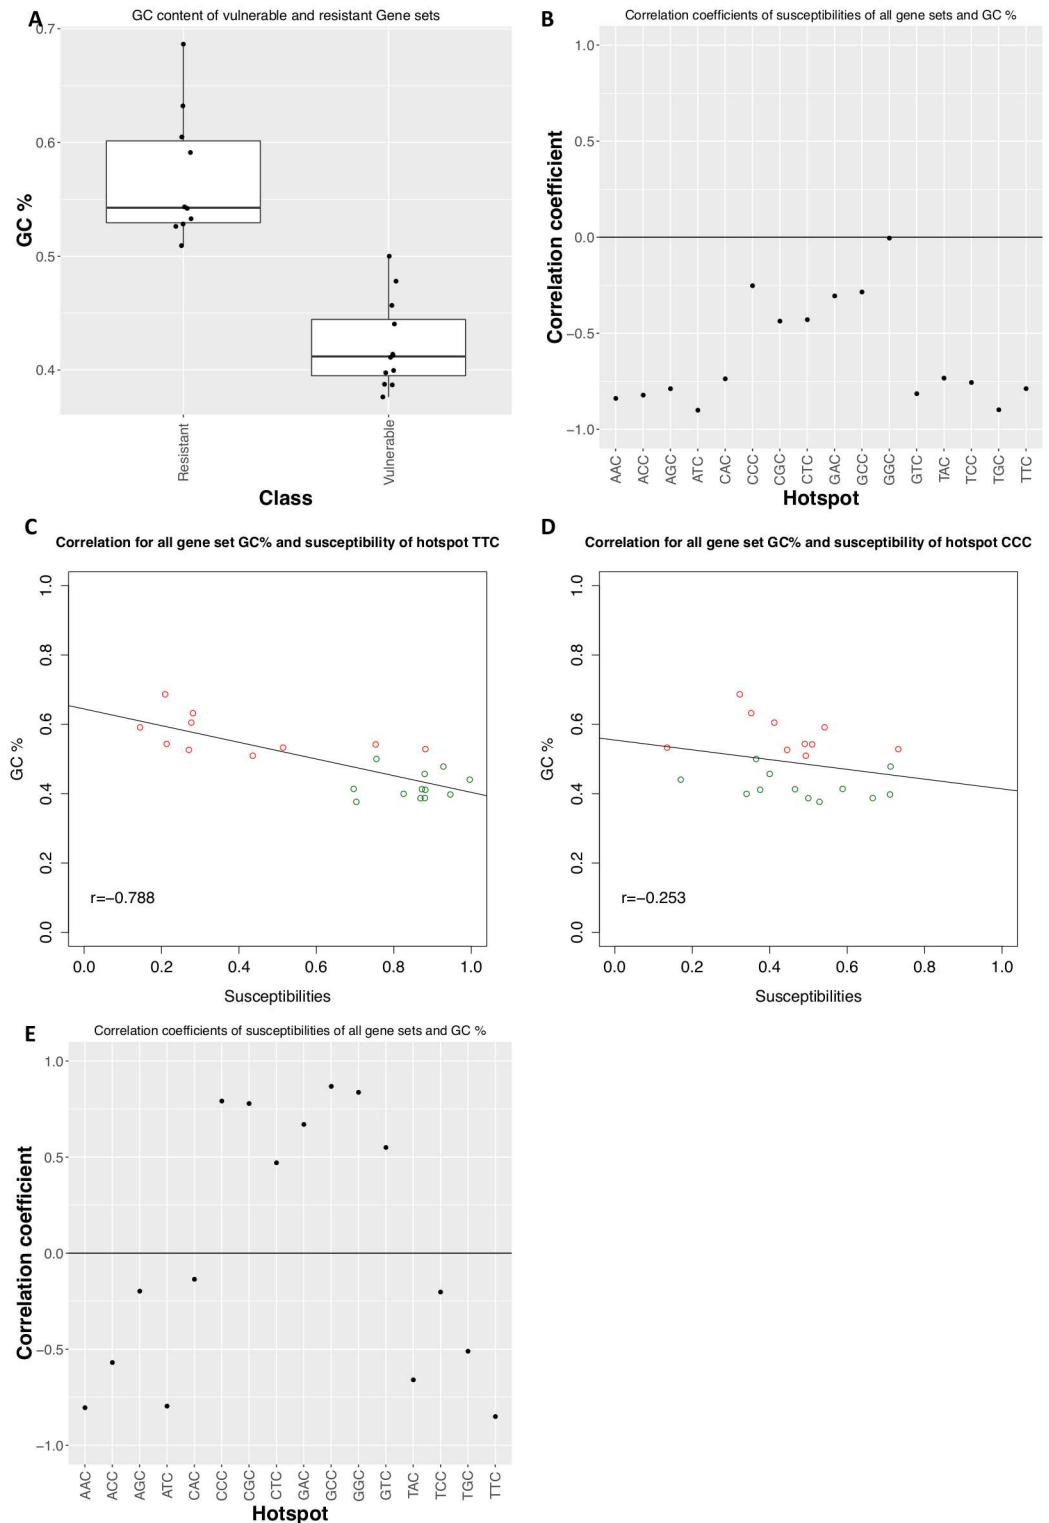 A
GC content of vulnerable and resistant Gene sets
0.7
0.6
0.5
0.4
GC %
Resistant
Vulnerable
Class
B
Correlation coefficients of susceptibilities of all gene sets and GC %
1.0
0.5
0.0
−0.5
−1.0
Correlation coefficient
AAC
ACC
AGC
ATC
CAC
CCC
CGC
CTC
GAC
GCC
GGC
GTC
TAC
TCC
TGC
TTC
Hotspot
C
Correlation for all gene set GC% and susceptibility of hotspot TTC
1.0
0.8
0.6
0.4
0.2
0.0
GC %
r=−0.788
0.0 0.2 0.4 0.6 0.8 1.0
Susceptibilities
D
Correlation for all gene set GC% and susceptibility of hotspot CCC
1.0
0.8
0.6
0.4
0.2
0.0
GC %
r=−0.253
0.0 0.2 0.4 0.6 0.8 1.0
Susceptibilities
E
Correlation coefficients of susceptibilities of all gene sets and GC %
1.0
0.5
0.0
−0.5
−1.0
Correlation coefficient
AAC
ACC
AGC
ATC
CAC
CCC
CGC
CTC
GAC
GCC
GGC
GTC
TAC
TCC
TGC
TTC
Hotspot